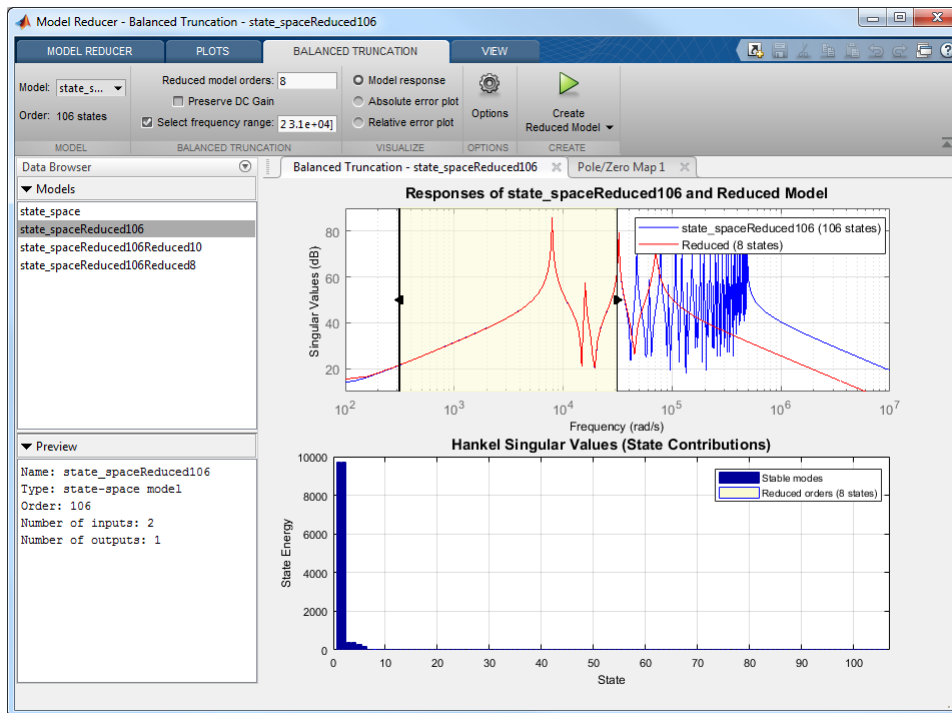 Model Reducer - Balanced Truncation - state_spaceReduced106
MODEL REDUCER
PLOTS
BALANCED TRUNCATION
VIEW
Model: state_s...
Order: 106 states
MODEL
Reduced model orders: 8
Preserve DC Gain
Select frequency range: 2 3.1e+04]
BALANCED TRUNCATION
Model response
Absolute error plot
Relative error plot
VISUALIZE
Options
OPTIONS
Create
Reduced Model
CREATE
Data Browser
Models
state_space
state_spaceReduced106
state_spaceReduced106Reduced10
state_spaceReduced106Reduced8
Preview
Name: state_spaceReduced106
Type: state-space model
Order: 106
Number of inputs: 2
Number of outputs: 1
Balanced Truncation - state_spaceReduced106
Pole/Zero Map 1
Responses of state_spaceReduced106 and Reduced Model
state_spaceReduced106 (106 states)
Reduced (8 states)
Singular Values (dB)
80
60
40
20
10^2 10^3 10^4 10^5 10^6 10^7
Frequency (rad/s)
Hankel Singular Values (State Contributions)
Stable modes
Reduced orders (8 states)
State Energy
10000
8000
6000
4000
2000
0
0 10 20 30 40 50 60 70 80 90 100
State